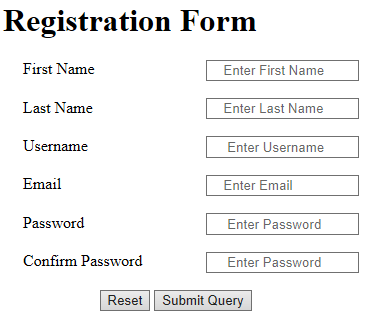 Registration Form
First Name Enter First Name
Last Name Enter Last Name
Username Enter Username
Email Enter Email
Password Enter Password
Confirm Password Enter Password
Reset Submit Query